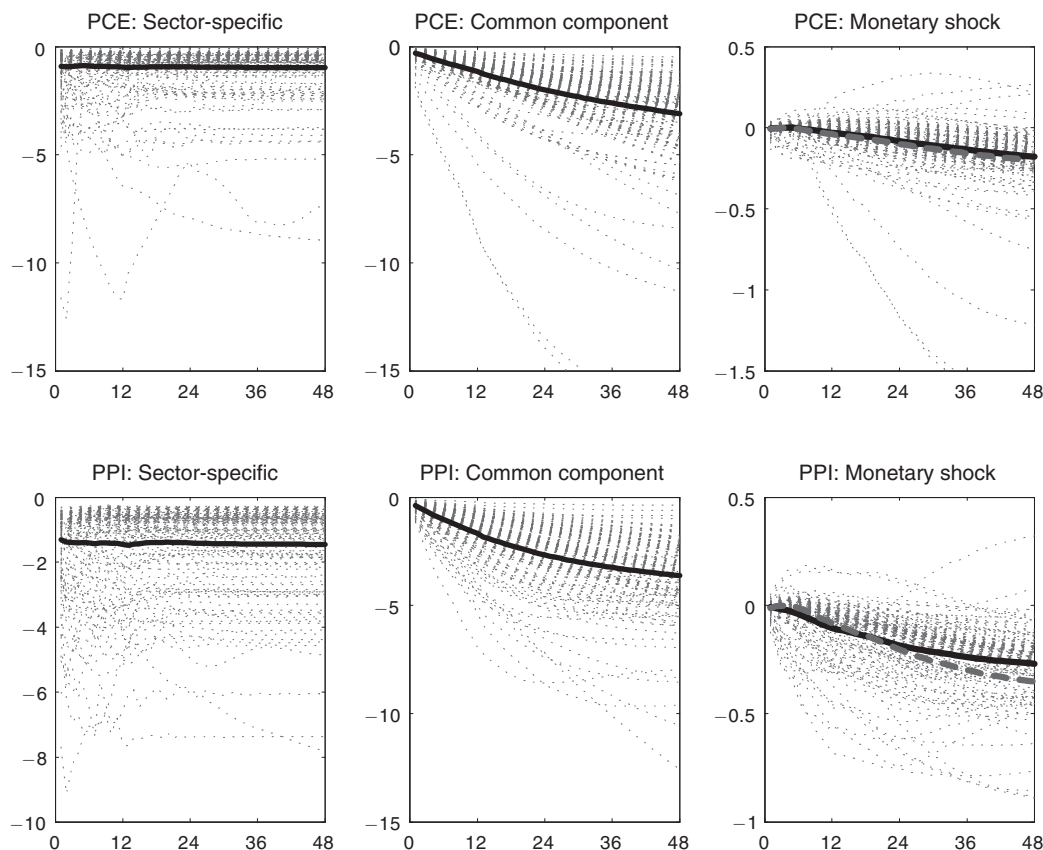 PCE: Sector-specific
PCE: Common component
PCE: Monetary shock
0
−5
−10
−15
0 12 24 36 48
0
−5
−10
−15
0 12 24 36 48
0.5
0
−0.5
−1
−1.5
0 12 24 36 48
PPI: Sector-specific
PPI: Common component
PPI: Monetary shock
0
−2
−4
−6
−8
−10
0 12 24 36 48
0
−5
−10
−15
0 12 24 36 48
0.5
0
−0.5
−1
0 12 24 36 48